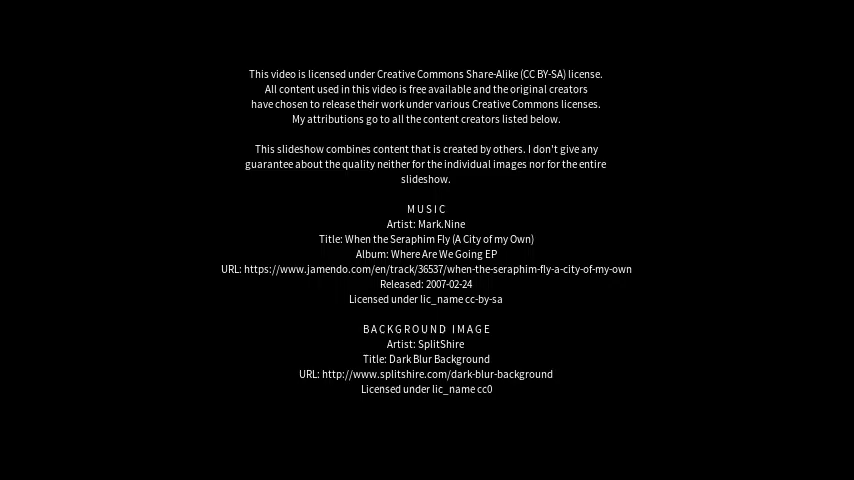 This video is licensed under Creative Commons Share-Alike (CC BY-SA) license.
All content used in this video is free available and the original creators
have chosen to release their work under various Creative Commons licenses.
My attributions go to all the content creators listed below.
This slideshow combines content that is created by others. I don't give any
guarantee about the quality neither for the individual images nor for the entire
slideshow.
MUSIC
Artist: Mark.Nine
Title: When the Seraphim Fly (A City of my Own)
Album: Where Are We Going EP
URL: https://www.jamendo.com/en/track/36537/when-the-seraphim-fly-a-city-of-my-own
Released: 2007-02-24
Licensed under lic_name cc-by-sa
BACKGROUND IMAGE
Artist: SplitShire
Title: Dark Blur Background
URL: http://www.splitshire.com/dark-blur-background
Licensed under lic_name cc0